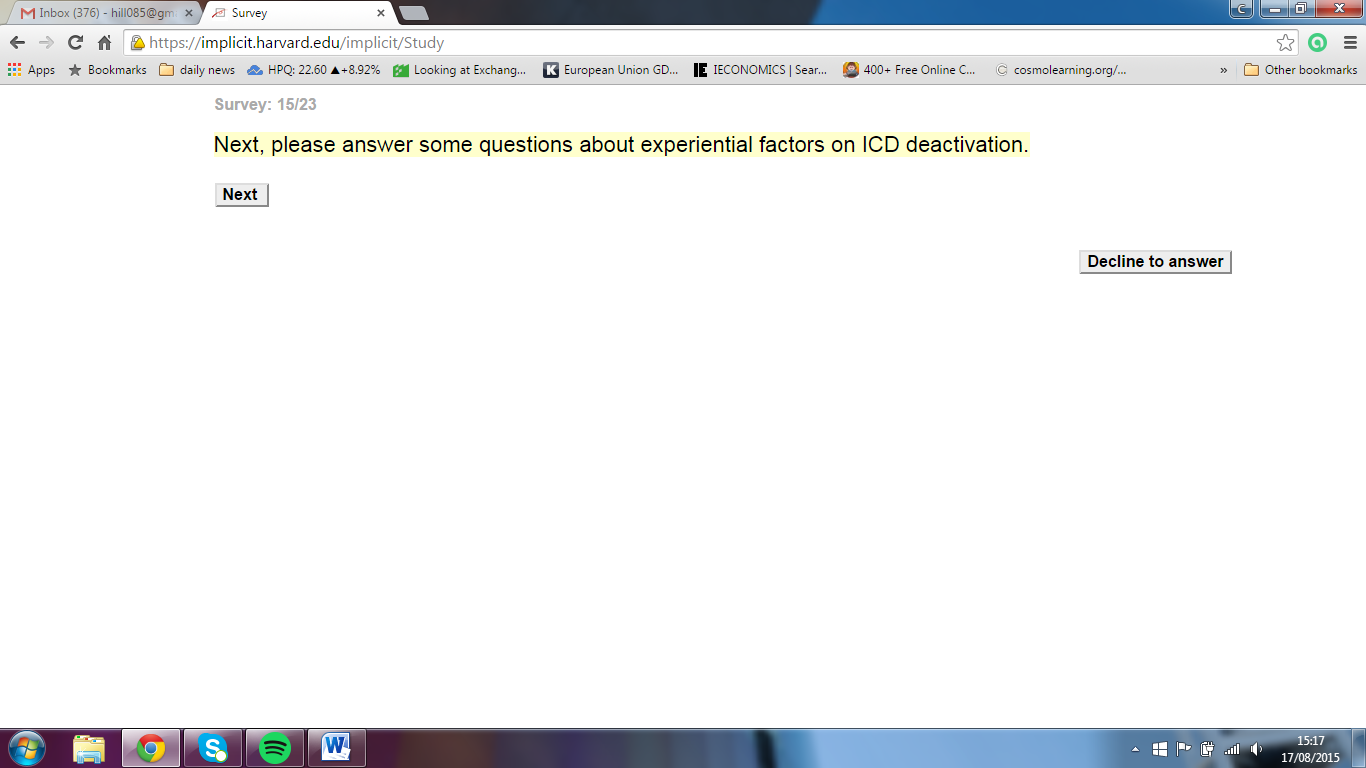 Inbox (376) - hill085@gm
Survey
C
https://implicit.harvard.edu/implicit/Study
Apps
Bookmarks
daily news
HPQ: 22.60 ▲+8.92%
Looking at Exchang...
K
European Union GD...
IE
IECONOMICS | Sear...
400+ Free Online C...
cosmolearning.org/...
»
Other bookmarks
Survey: 15/23
Next, please answer some questions about experiential factors on ICD deactivation.
Next
Decline to answer
15:17
17/08/2015